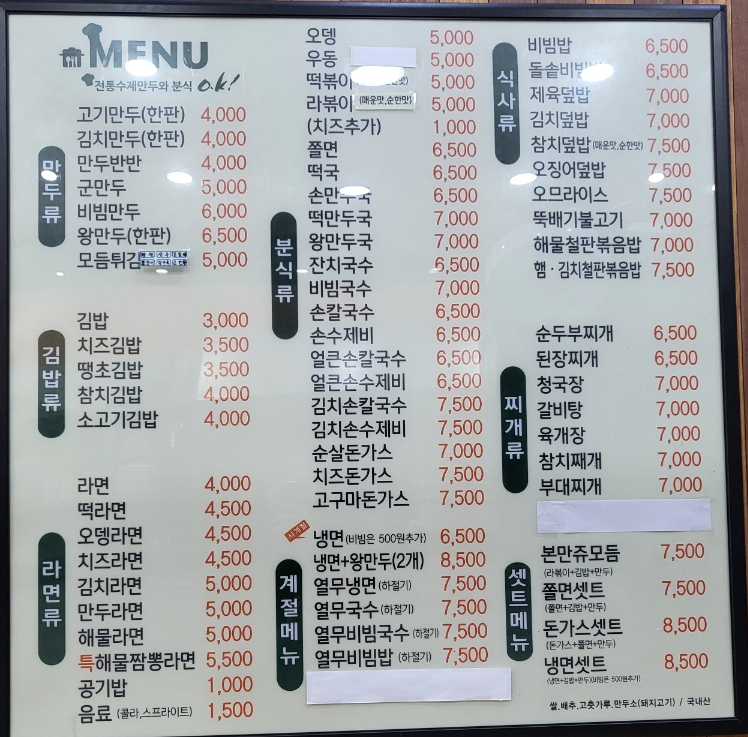 MENU
전통수제만두와 분식 O.K!
만두류
고기만두(한판) 4,000
김치만두(한판) 4,000
만두반반 4,000
군만두 5,000
비빔만두 6,000
왕만두(한판) 6,500
모듬튀김 5,000
김밥류
김밥 3,000
치즈김밥 3,500
땡초김밥 3,500
참치김밥 4,000
소고기김밥 4,000
라면류
라면 4,000
떡라면 4,500
오뎅라면 4,500
치즈라면 4,500
김치라면 5,000
만두라면 5,000
해물라면 5,000
특해물짬뽕라면 5,500
공기밥 1,000
음료 (콜라,스프라이트) 1,500
분식류
오뎅 5,000
우동 5,000
떡볶이 5,000
라볶이 (매운맛,순한맛) 5,000
(치즈추가) 1,000
쫄면 6,500
떡국 6,500
손만두국 6,500
떡만두국 7,000
왕만두국 7,000
잔치국수 6,500
비빔국수 7,000
손칼국수 6,500
손수제비 6,500
얼큰손칼국수 6,500
얼큰손수제비 6,500
김치손칼국수 7,500
김치손수제비 7,500
순살돈가스 7,000
치즈돈가스 7,500
고구마돈가스 7,500
계절메뉴
냉면(비빔은 500원추가) 6,500
냉면+왕만두(2개) 8,500
열무냉면 (하절기) 7,500
열무국수 (하절기) 7,500
열무비빔국수 (하절기) 7,500
열무비빔밥 (하절기) 7,500
식사류
비빔밥 6,500
돌솥비빔밥 6,500
제육덮밥 7,000
김치덮밥 7,000
참치덮밥 (매운맛,순한맛) 7,500
오징어덮밥 7,500
오므라이스 7,500
뚝배기불고기 7,000
해물철판볶음밥 7,000
햄·김치철판볶음밥 7,500
찌개류
순두부찌개 6,500
된장찌개 6,500
청국장 7,000
갈비탕 7,000
육개장 7,000
참치째개 7,000
부대찌개 7,000
셋트메뉴
본만쥬모듬 7,500
(라볶이+김밥+만두)
쫄면셋트 7,500
(쫄면+김밥+만두)
돈가스셋트 8,500
(돈가스+쫄면+만두)
냉면셋트 8,500
(냉면+김밥+만두)(비빔은 500원추가)
쌀,배추,고춧가루,만두소(돼지고기) / 국내산